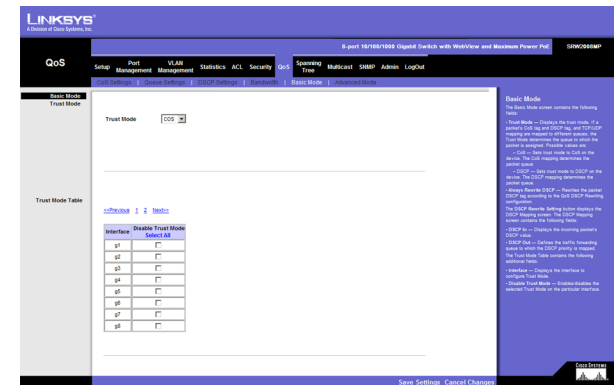 LINKSYS®
A Division of Cisco Systems, Inc.
8-port 10/100/1000 Gigabit Switch with WebView and Maximum Power PoE
SRW2008MP
QoS
Setup Port Management VLAN Management Statistics ACL Security QoS Spanning Tree Multicast SNMP Admin LogOut
CoS Settings | Queue Settings | DSCP Settings | Bandwidth | Basic Mode | Advanced Mode
Basic Mode
Trust Mode
Trust Mode COS
Trust Mode Table
<<Previous 1 2 Next>>
Interface Disable Trust Mode
Select All
g1
g2
g3
g4
g5
g6
g7
g8
Basic Mode
The Basic Mode screen contains the following
fields:
• Trust Mode — Displays the trust mode. If a
packet's CoS tag and DSCP tag, and TCP/UDP
mapping are mapped to different queues, the
Trust Mode determines the queue to which the
packet is assigned. Possible values are:
– CoS — Sets trust mode to CoS on the
device. The CoS mapping determines the
packet queue.
– DSCP — Sets trust mode to DSCP on the
device. The DSCP mapping determines the
packet queue.
• Always Rewrite DSCP — Rewrites the packet
DSCP tag according to the QoS DSCP Rewriting
configuration.
The DSCP Rewrite Setting button displays the
DSCP Mapping screen. The DSCP Mapping
screen contains the following fields:
• DSCP In — Displays the incoming packet's
DSCP value
• DSCP Out — Defines the traffic forwarding
queue to which the DSCP priority is mapped.
The Trust Mode Table contains the following
additional fields:
• Interface — Displays the interface to
configure Trust Mode.
• Disable Trust Mode — Enables/disables the
selected Trust Mode on the particular interface.
Save Settings Cancel Changes
CISCO SYSTEMS